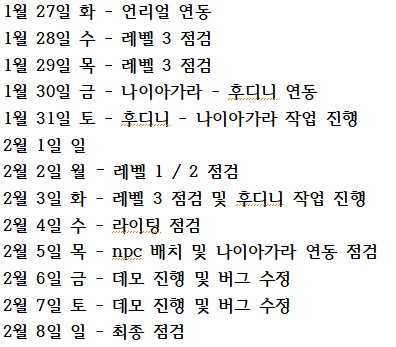 1월 27일 화 - 언리얼 연동
1월 28일 수 - 레벨 3 점검
1월 29일 목 - 레벨 3 점검
1월 30일 금 - 나이아가라 - 후디니 연동
1월 31일 토 - 후디니 - 나이아가라 작업 진행
2월 1일 일
2월 2일 월 - 레벨 1 / 2 점검
2월 3일 화 - 레벨 3 점검 및 후디니 작업 진행
2월 4일 수 - 라이팅 점검
2월 5일 목 - npc 배치 및 나이아가라 연동 점검
2월 6일 금 - 데모 진행 및 버그 수정
2월 7일 토 - 데모 진행 및 버그 수정
2월 8일 일 - 최종 점검